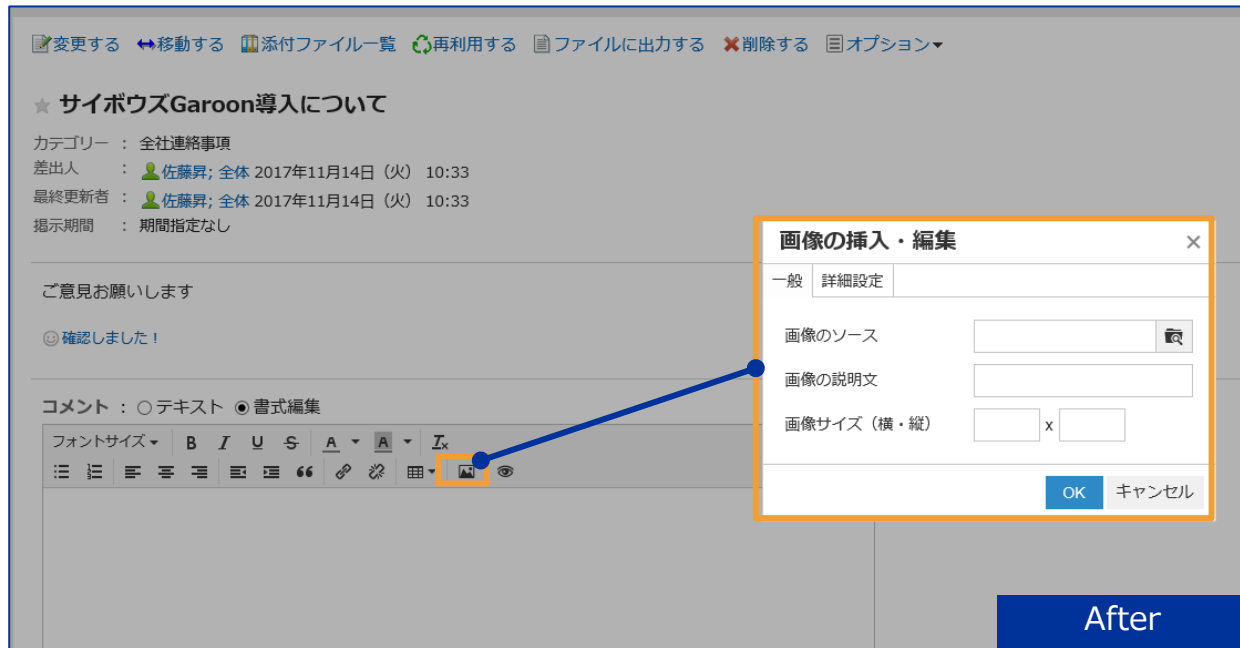 変更する 移動する 添付ファイル一覧 再利用する ファイルに出力する 削除する オプション
サイボウズGaroon導入について
カテゴリー : 全社連絡事項
差出人 : 佐藤昇; 全体 2017年11月14日（火） 10:33
最終更新者 : 佐藤昇; 全体 2017年11月14日（火） 10:33
掲示期間 : 期間指定なし
ご意見お願いします
確認しました！
コメント : テキスト 書式編集
フォントサイズ B I U S A A Tx
画像の挿入・編集 ×
一般 詳細設定
画像のソース
画像の説明文
画像サイズ（横・縦） x
OK キャンセル
After